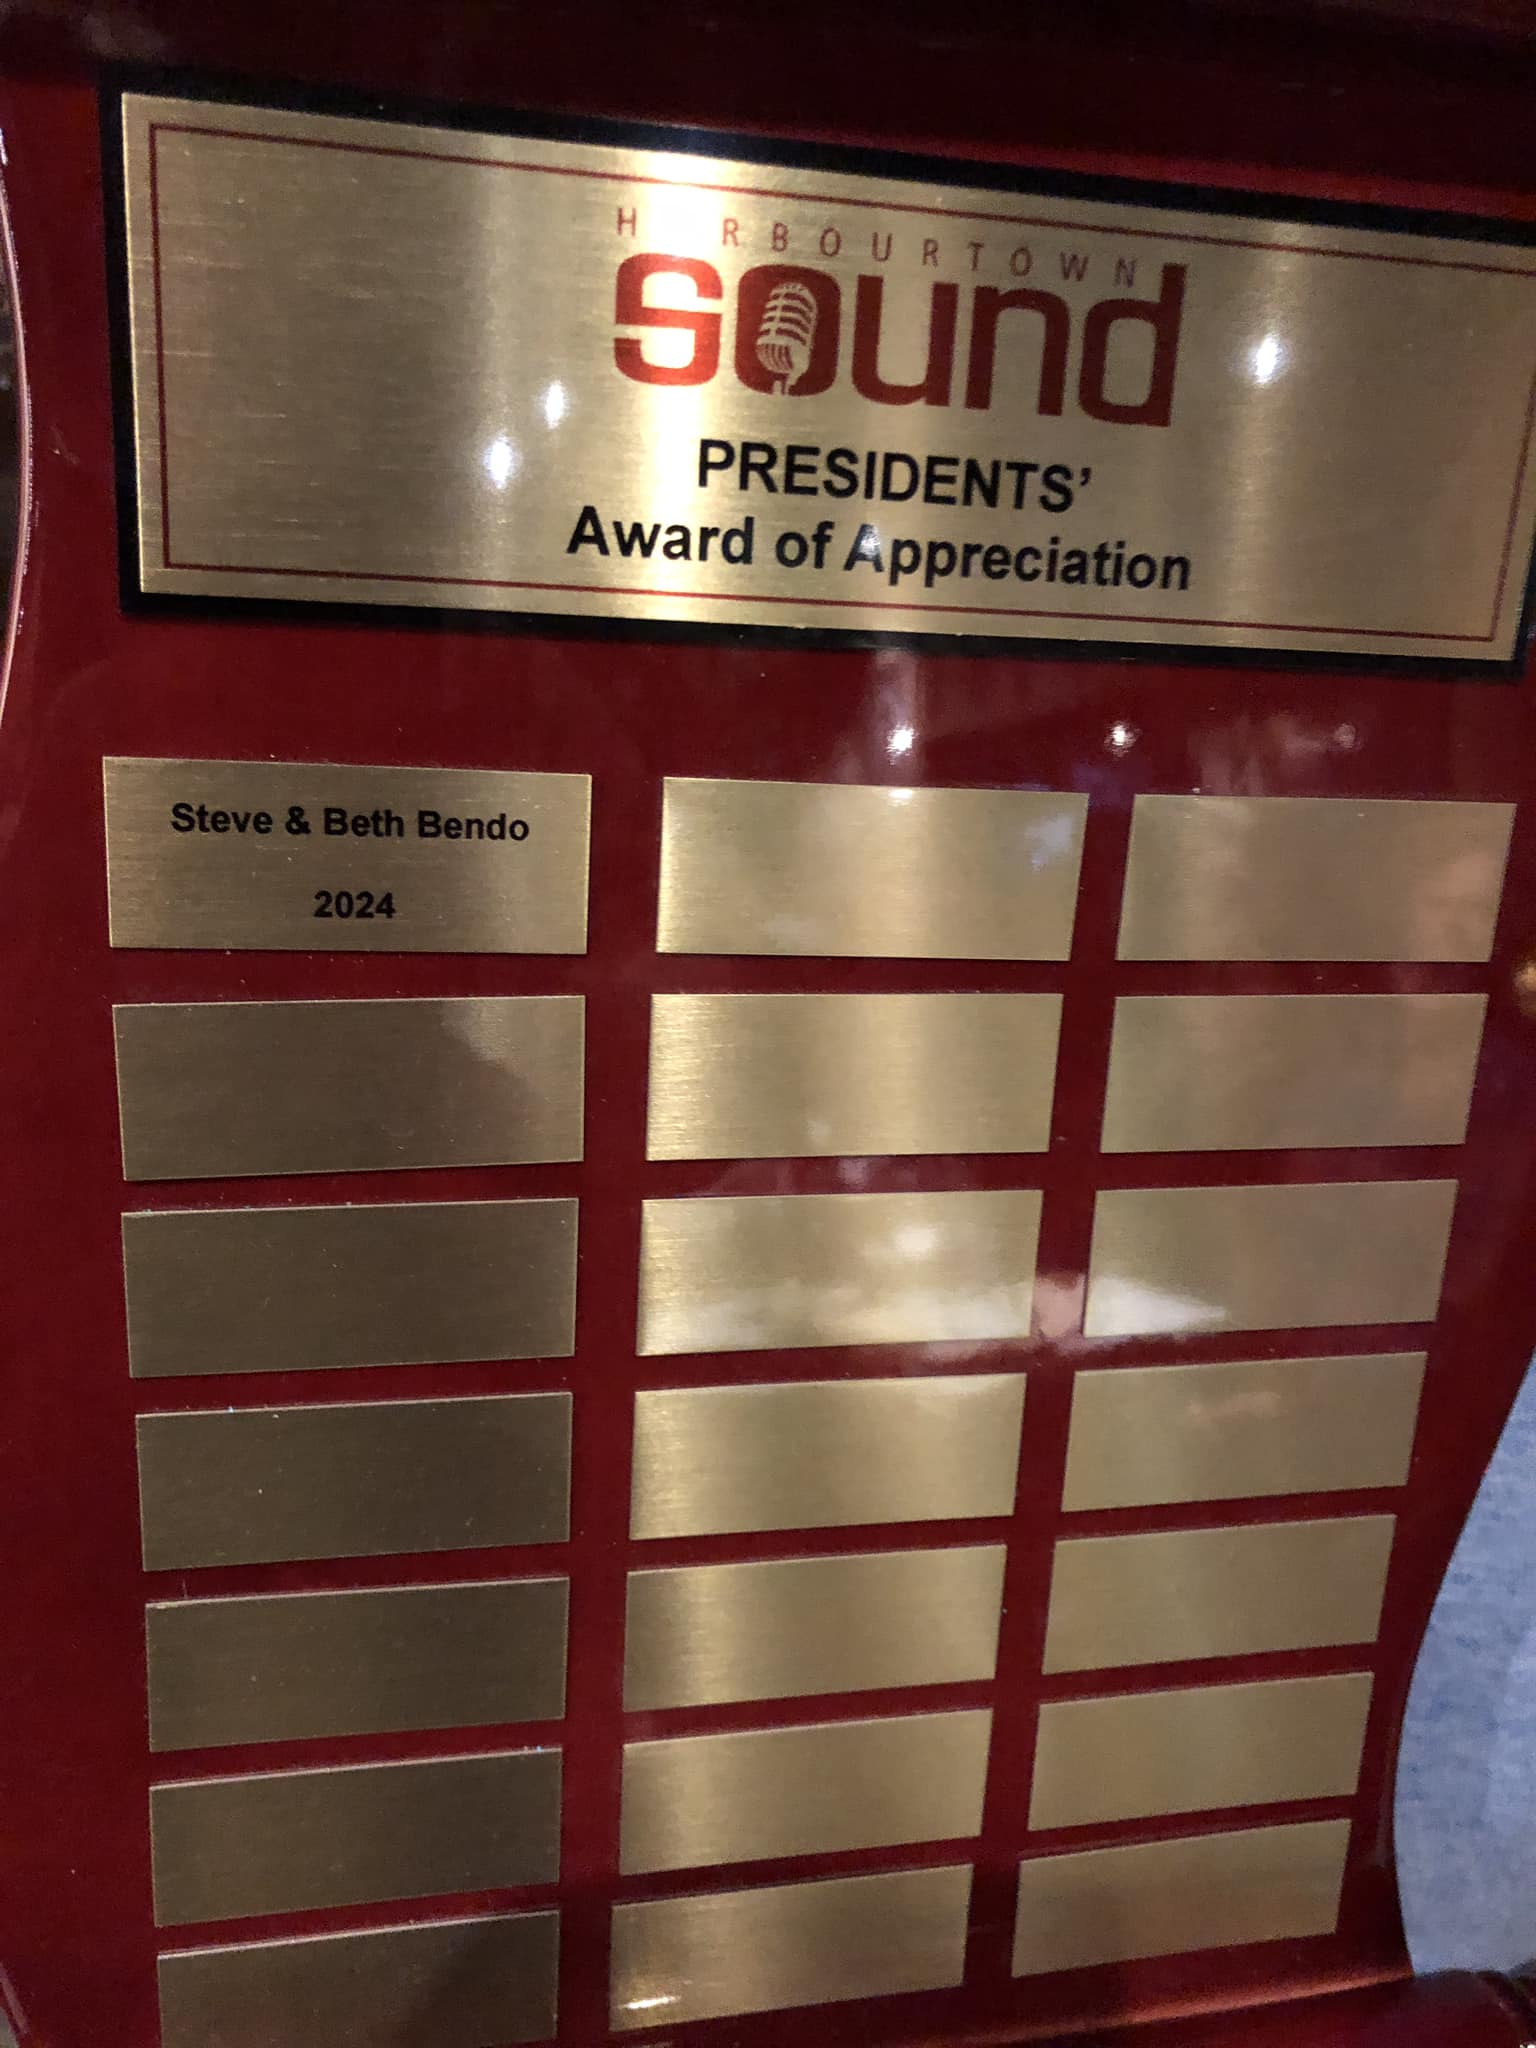 HARBOURTOWN
sound
PRESIDENTS’
Award of Appreciation
Steve & Beth Bendo
2024